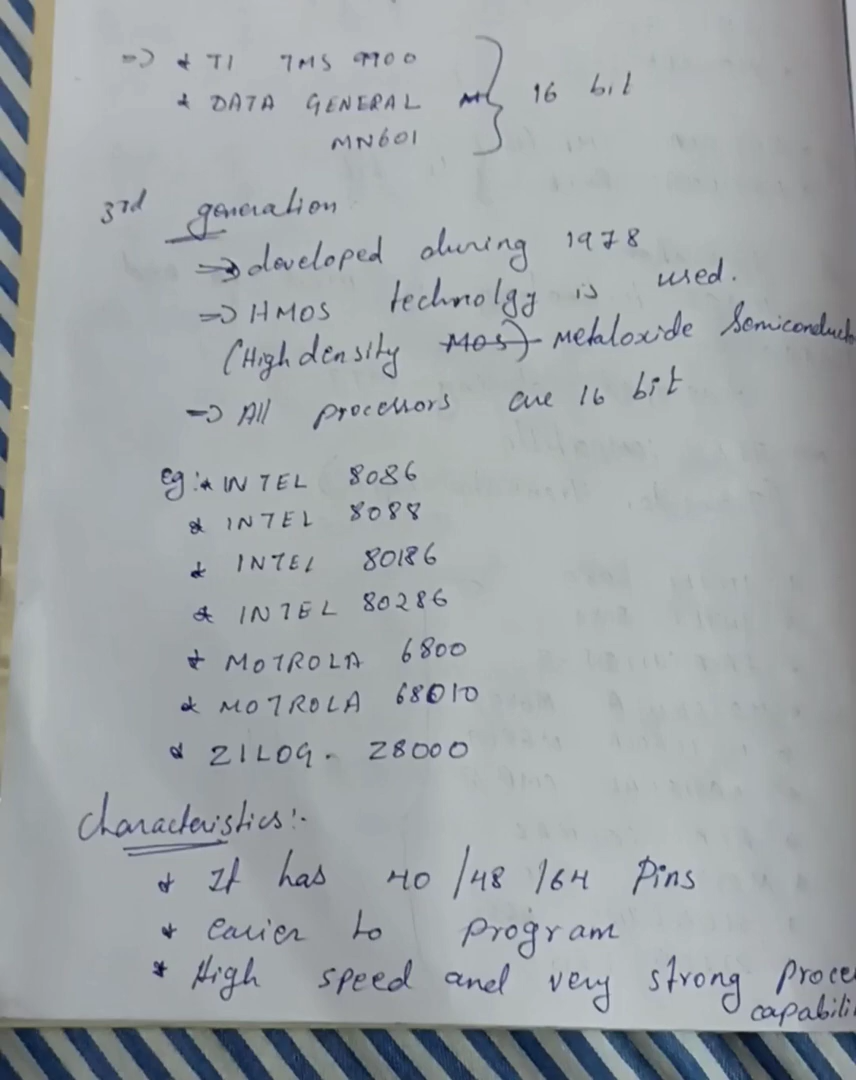 => * TI TMS 9900
* DATA GENERAL
MN601
16 bit
3rd generation
=> developed during 1978
=> HMOS technolgy is used.
(High density MOS) metaloxide Semiconducto
=> All processors are 16 bit
eg:* INTEL 8086
* INTEL 8088
* INTEL 80186
* INTEL 80286
* MOTROLA 6800
* MOTROLA 68010
* ZILOG. Z8000
Characteristics:-
* It has 40/48/64 Pins
* easier to program
* High speed and very strong proce
capabili